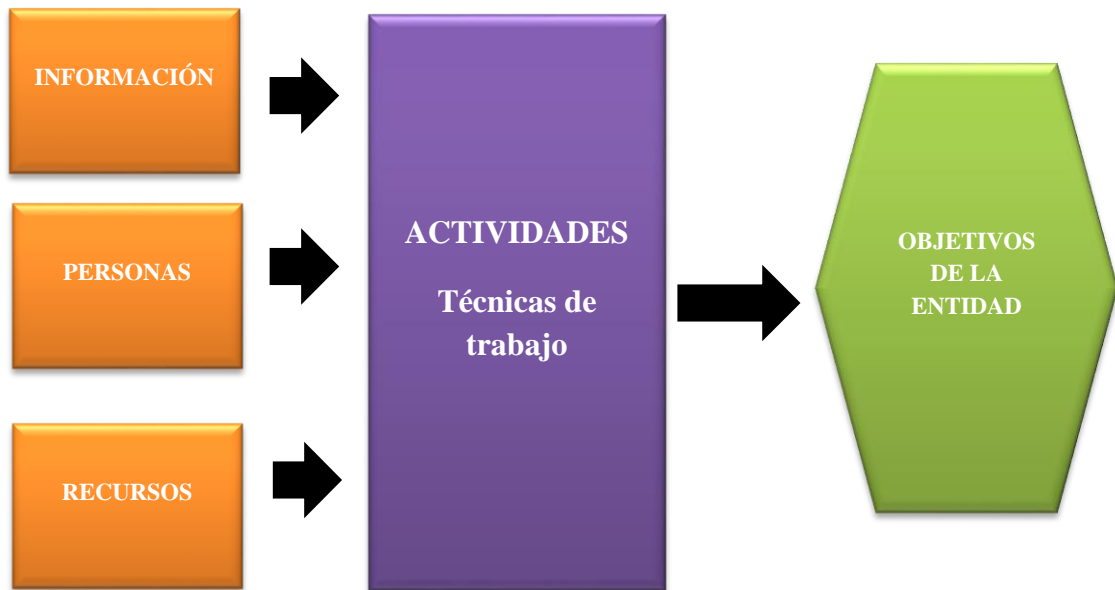 INFORMACIÓN
PERSONAS
RECURSOS
ACTIVIDADES
Técnicas de
trabajo
OBJETIVOS
DE LA
ENTIDAD